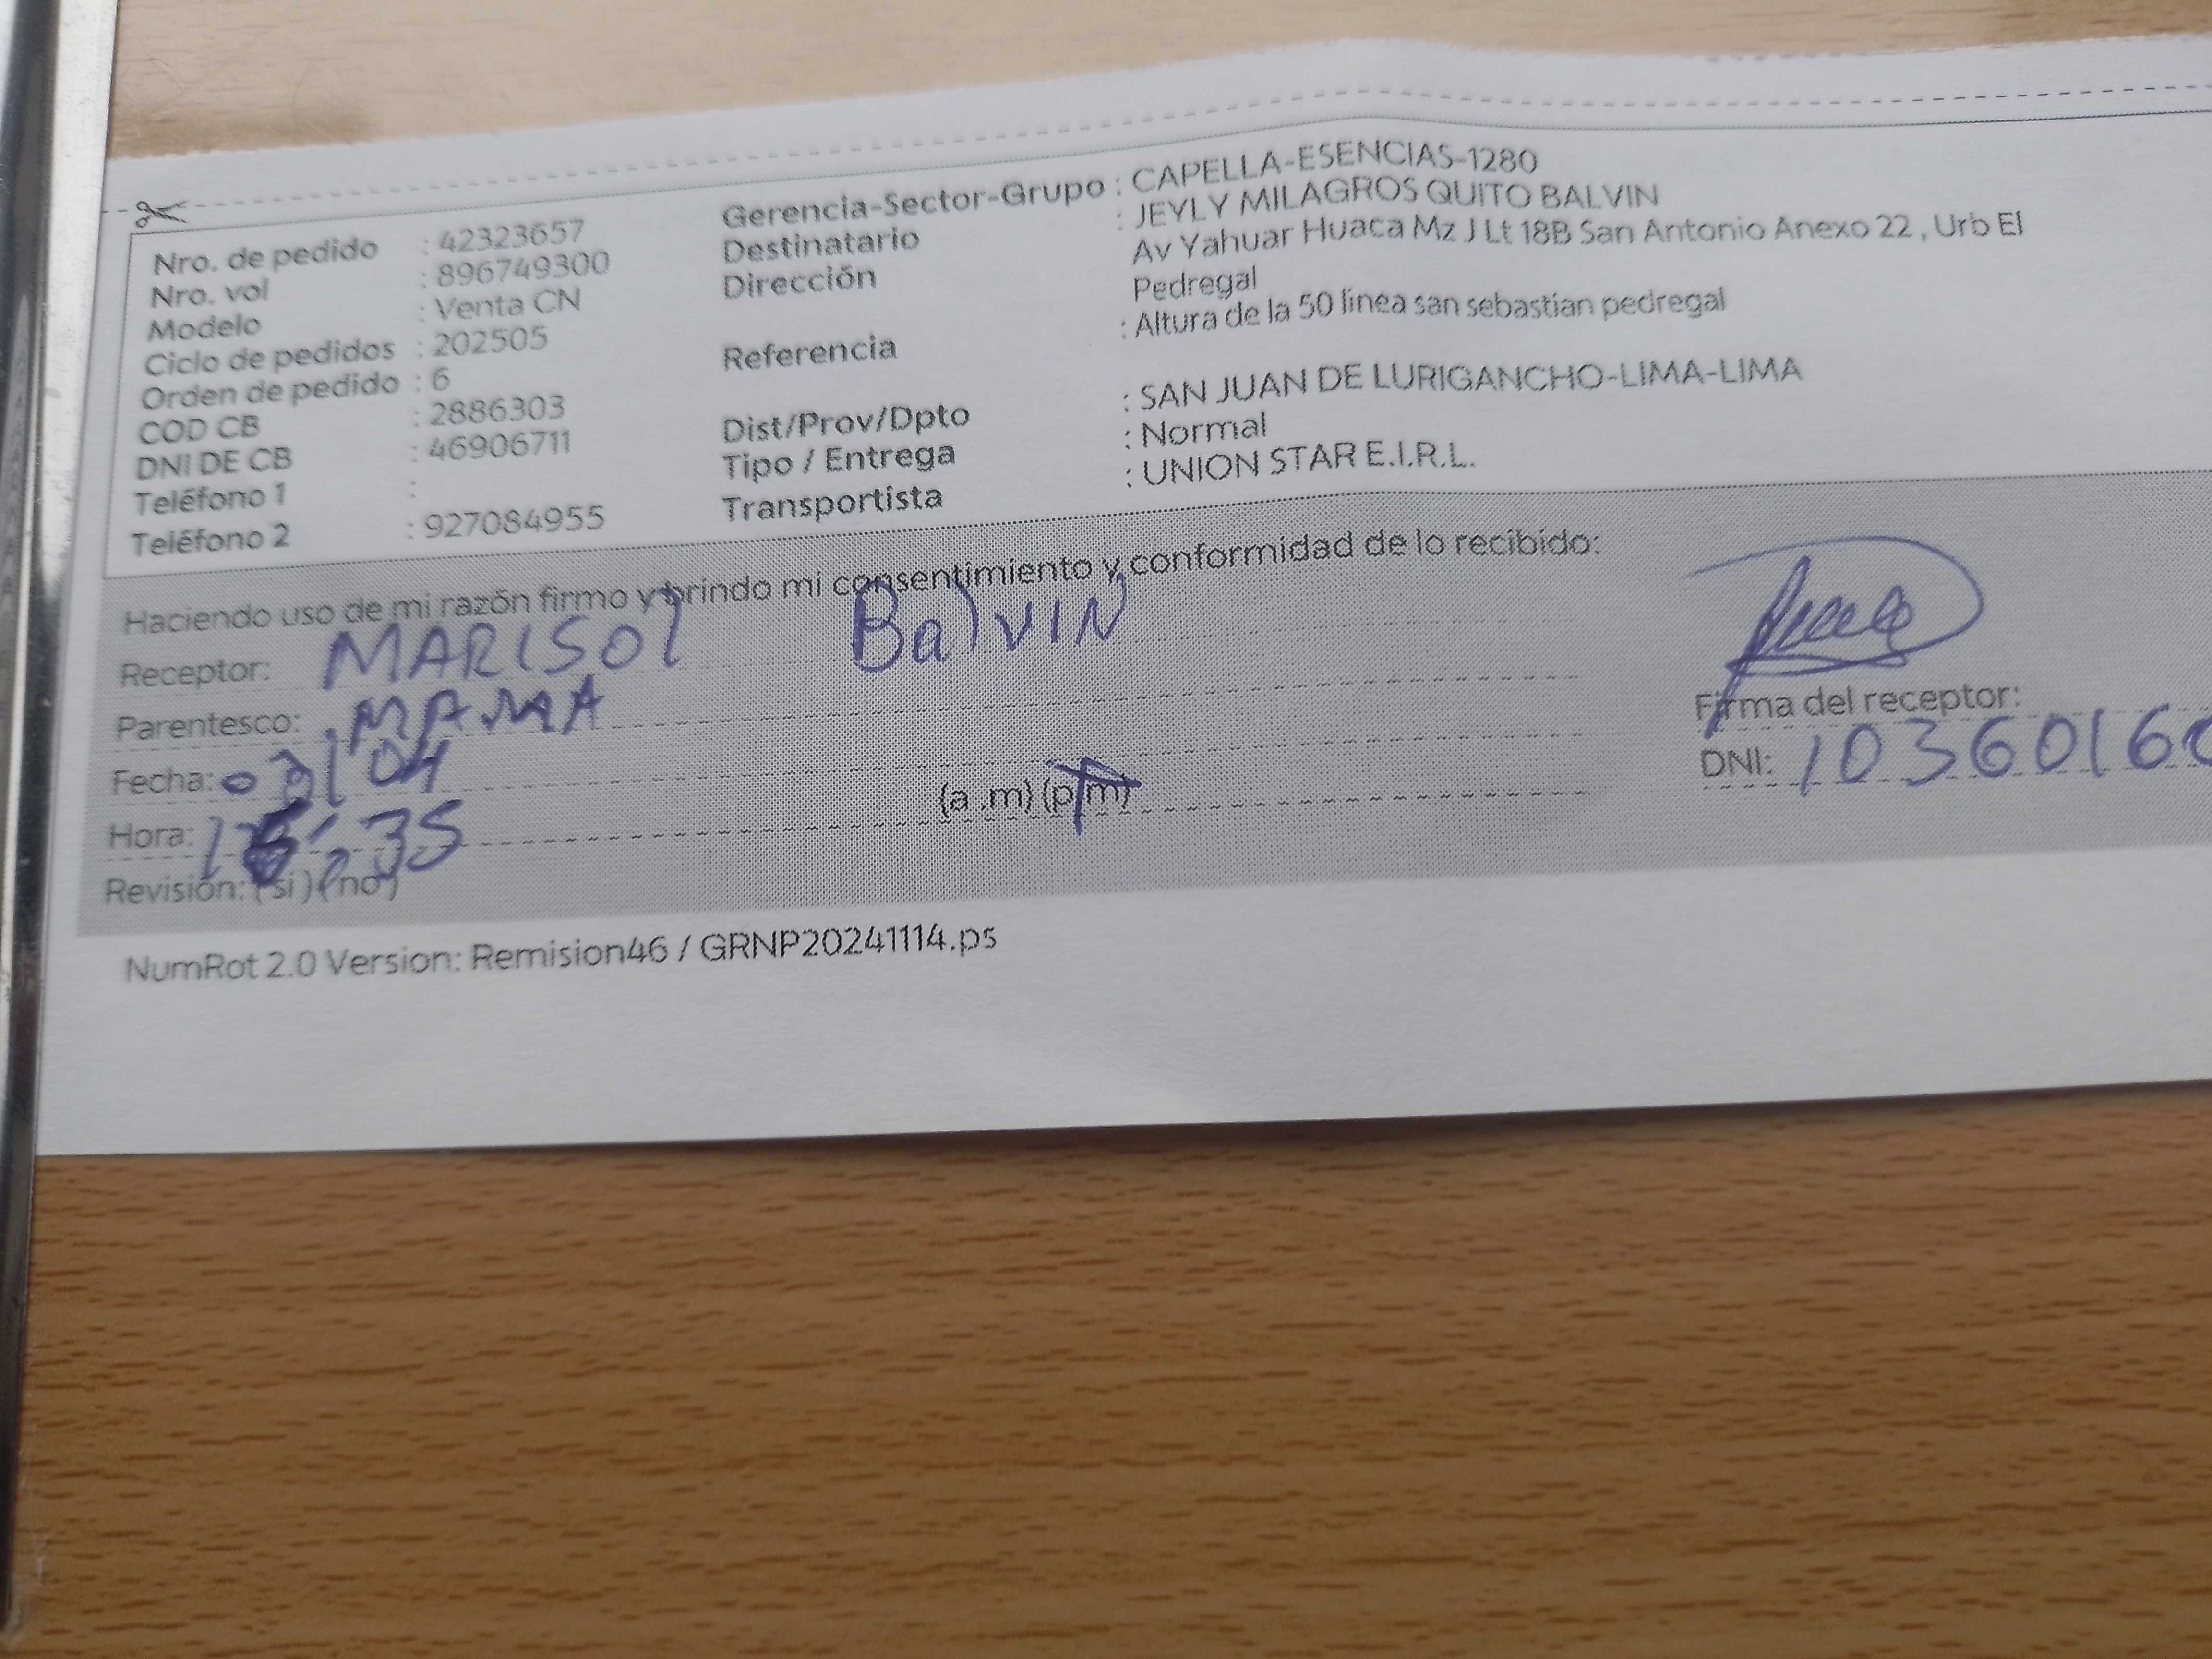 Nro. de pedido : 42323657
Nro. vol : 896749300
Modelo : Venta CN
Ciclo de pedidos : 202505
Orden de pedido : 6
COD CB : 2886303
DNI DE CB : 46906711
Teléfono 1 :
Teléfono 2 : 927084955
Gerencia-Sector-Grupo : CAPELLA-ESENCIAS-1280
Destinatario : JEYLY MILAGROS QUITO BALVIN
Dirección Av Yahuar Huaca Mz J Lt 18B San Antonio Anexo 22 , Urb El
Pedregal
Referencia : Altura de la 50 linea san sebastian pedregal
Dist/Prov/Dpto : SAN JUAN DE LURIGANCHO-LIMA-LIMA
Tipo / Entrega : Normal
Transportista : UNION STAR E.I.R.L.
Haciendo uso de mi razón firmo y brindo mi consentimiento y conformidad de lo recibido:
Receptor: MARISOl BalVIN
Parentesco: MAMA
Fecha: 03/04
Hora: 35 (a .m) (p.m)
Revisión: ( si ) ( no )
Firma del receptor:
DNI: 1036016
NumRot 2.0 Version: Remision46 / GRNP20241114.ps